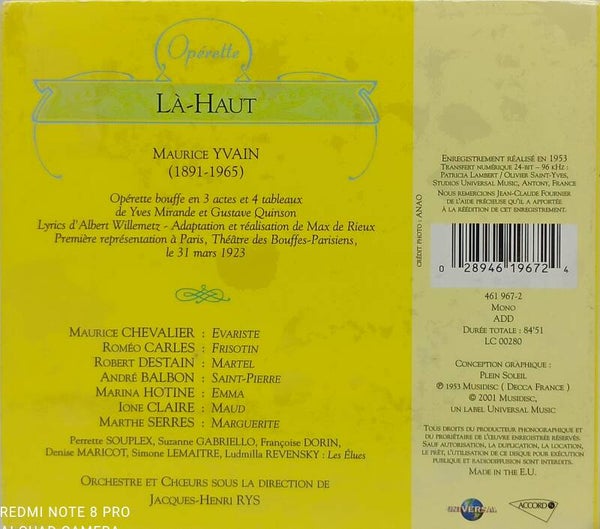 Opérette
LÀ-HAUT
MAURICE YVAIN
(1891-1965)
Opérette bouffe en 3 actes et 4 tableaux
de Yves Mirande et Gustave Quinson
Lyrics d'Albert Willemetz - Adaptation et réalisation de Max de Rieux
Première représentation à Paris, Théâtre des Bouffes-Parisiens,
le 31 mars 1923
MAURICE CHEVALIER : EVARISTE
ROMÉO CARLES : FRISOTIN
ROBERT DESTAIN : MARTEL
ANDRÉ BALBON : SAINT-PIERRE
MARINA HOTINE : EMMA
IONE CLAIRE : MAUD
MARTHE SERRES : MARGUERITE
Perrette SOUPLEX, Suzanne GABRIELLO, Françoise DORIN,
Denise MARICOT, Simone LEMAITRE, Ludmilla REVENSKY : Les Élues
ORCHESTRE ET CHŒURS SOUS LA DIRECTION DE
JACQUES-HENRI RYS
CRÉDIT PHOTO : ANAO
ENREGISTREMENT RÉALISÉ EN 1953
TRANSFERT NUMÉRIQUE 24-BIT – 96 KHZ :
PATRICIA LAMBERT / OLIVIER SAINT-YVES,
STUDIOS UNIVERSAL MUSIC, ANTONY, FRANCE
NOUS REMERCIONS JEAN-CLAUDE FOURNIER
DE L'AIDE PRÉCIEUSE QU'IL A APPORTÉE
À LA RÉÉDITION DE CET ENREGISTREMENT.
0 28946 19672 4
461 967-2
MONO
ADD
DURÉE TOTALE : 84'51
LC 00280
CONCEPTION GRAPHIQUE :
PLEIN SOLEIL
℗ 1953 MUSIDISC ( DECCA FRANCE )
© 2001 MUSIDISC,
UN LABEL UNIVERSAL MUSIC
TOUS DROITS DU PRODUCTEUR PHONOGRAPHIQUE ET
DU PROPRIÉTAIRE DE L'ŒUVRE ENREGISTRÉE RÉSERVÉS.
SAUF AUTORISATION, LA DUPLICATION, LA LOCATION,
LE PRÊT, L'UTILISATION DE CE DISQUE POUR EXÉCUTION
PUBLIQUE ET RADIODIFFUSION SONT INTERDITS.
MADE IN THE E.U.
UNIVERSAL
ACCORD
REDMI NOTE 8 PRO
AI QUAD CAMERA